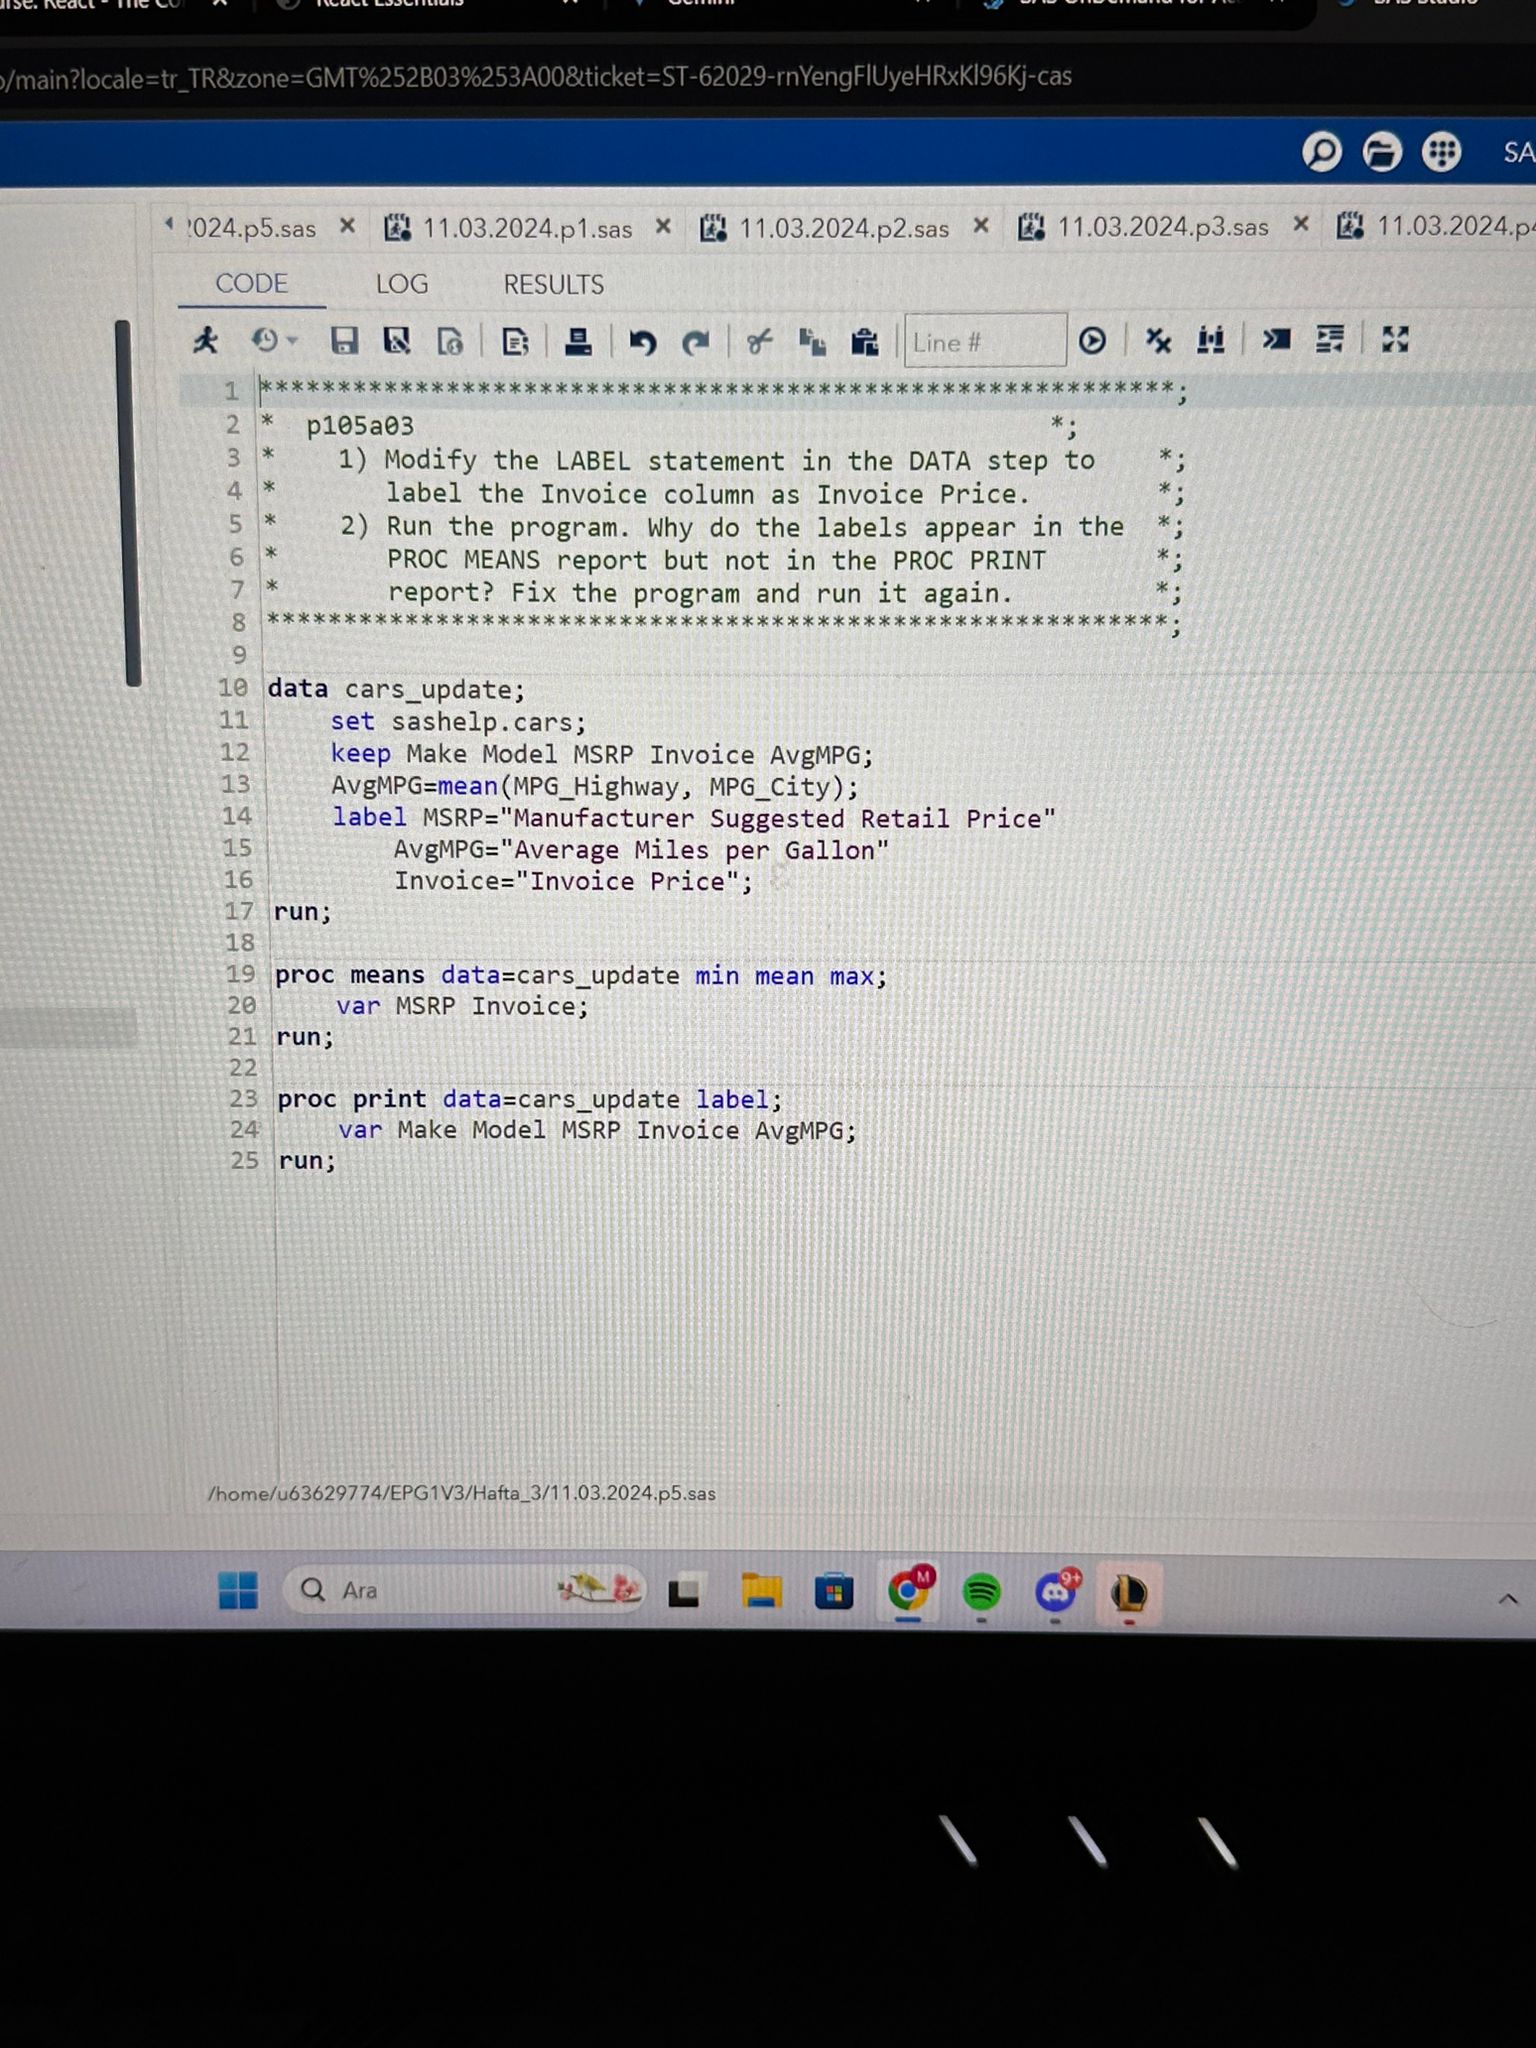 React Essentials
Gemini
/main?locale=tr_TR&zone=GMT%252B03%253A00&ticket=ST-62029-rnYengFlUyeHRxKl96Kj-cas
SA
2024.p5.sas 11.03.2024.p1.sas 11.03.2024.p2.sas 11.03.2024.p3.sas 11.03.2024.p4
CODE LOG RESULTS
Line #
1 ************************************************************;
2 * p105a03 *;
3 * 1) Modify the LABEL statement in the DATA step to *;
4 * label the Invoice column as Invoice Price. *;
5 * 2) Run the program. Why do the labels appear in the *;
6 * PROC MEANS report but not in the PROC PRINT *;
7 * report? Fix the program and run it again. *;
8 ************************************************************;
9
10 data cars_update;
11 set sashelp.cars;
12 keep Make Model MSRP Invoice AvgMPG;
13 AvgMPG=mean(MPG_Highway, MPG_City);
14 label MSRP="Manufacturer Suggested Retail Price"
15 AvgMPG="Average Miles per Gallon"
16 Invoice="Invoice Price";
17 run;
18
19 proc means data=cars_update min mean max;
20 var MSRP Invoice;
21 run;
22
23 proc print data=cars_update label;
24 var Make Model MSRP Invoice AvgMPG;
25 run;
/home/u63629774/EPG1V3/Hafta_3/11.03.2024.p5.sas
Ara M 9+